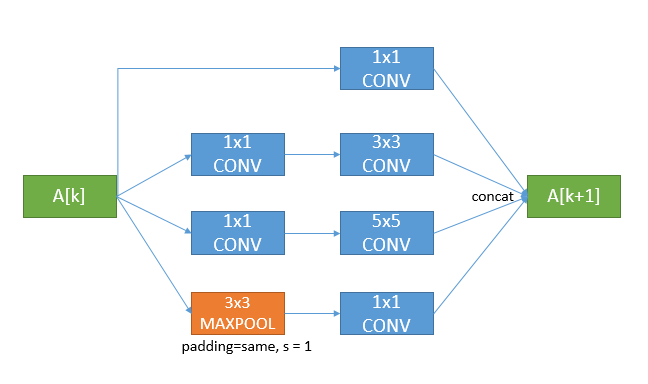 1x1
CONV
1x1
CONV
3x3
CONV
A[k]
concat
A[k+1]
1x1
CONV
5x5
CONV
3x3
MAXPOOL
1x1
CONV
padding=same, s = 1